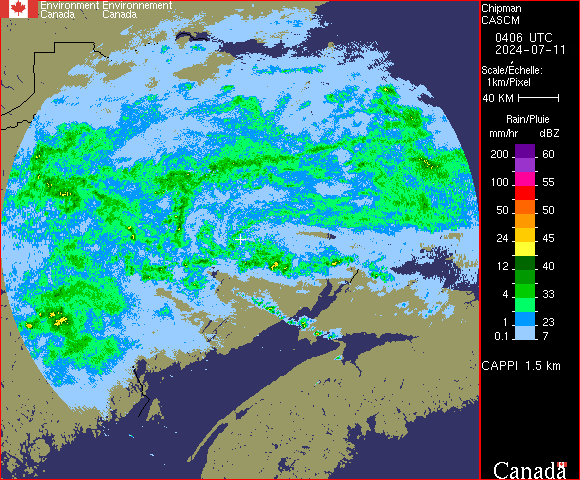 Environment Environnement
Canada Canada
Chipman
CASCM
0406 UTC
2024-07-11
Scale/Échelle:
1km/Pixel
40 KM
Rain/Pluie
mm/hr dBZ
200 60
100 55
50 50
24 45
12 40
4 33
1 23
0.1 7
CAPPI 1.5 km
Canada